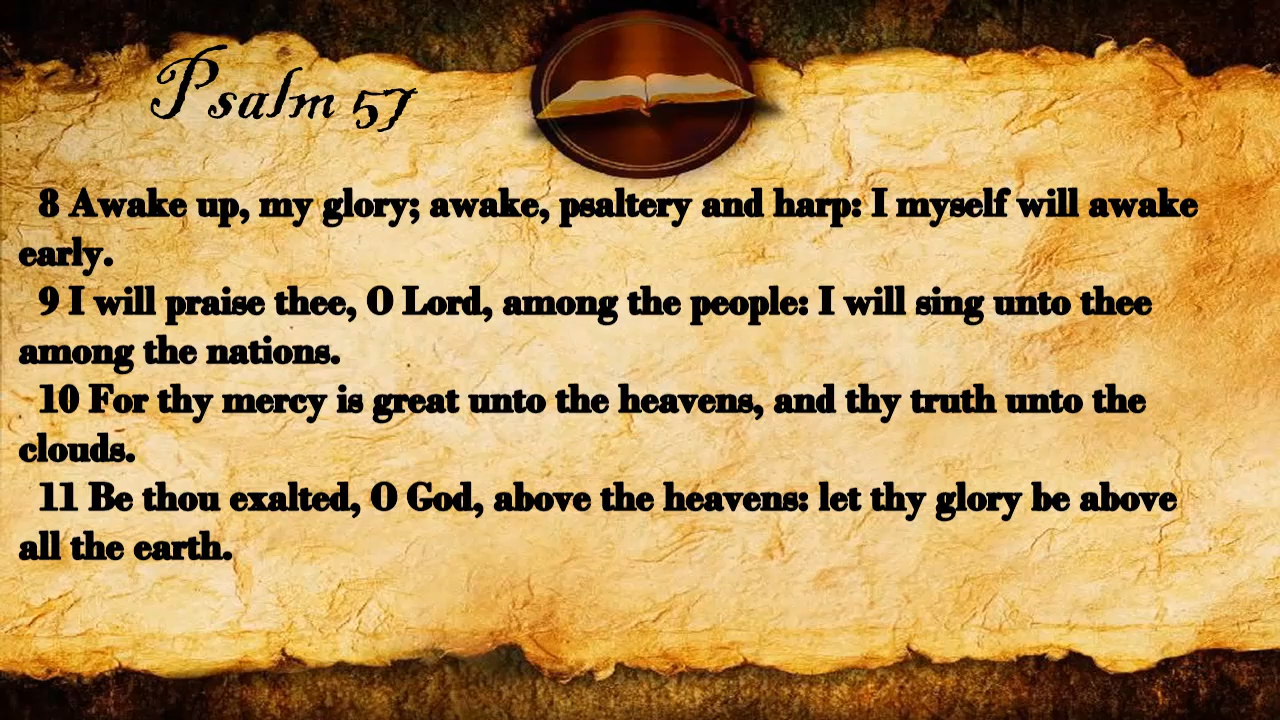 Psalm 57
8 Awake up, my glory; awake, psaltery and harp: I myself will awake
early.
9 I will praise thee, O Lord, among the people: I will sing unto thee
among the nations.
10 For thy mercy is great unto the heavens, and thy truth unto the
clouds.
11 Be thou exalted, O God, above the heavens: let thy glory be above
all the earth.